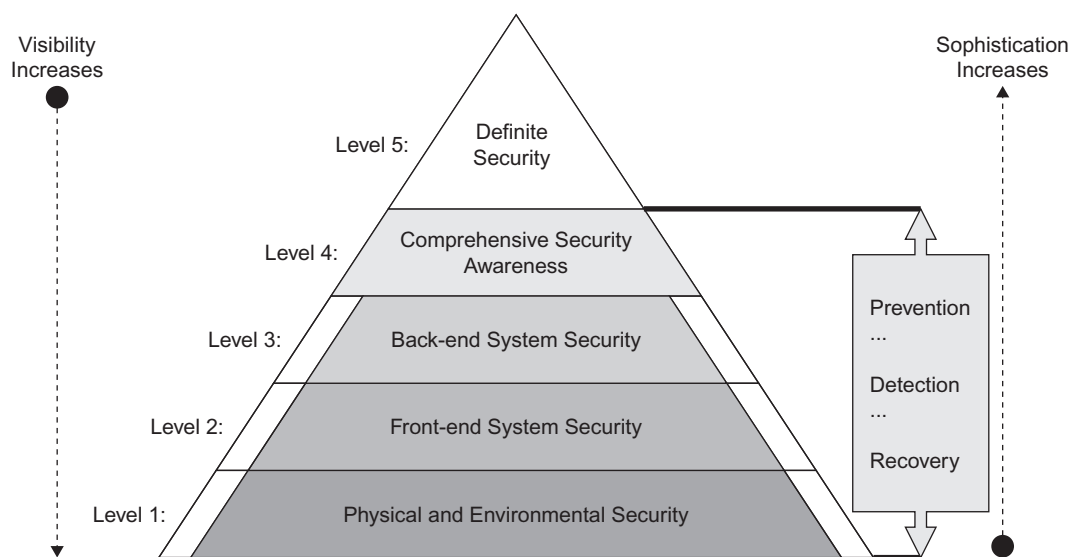 Visibility
Increases
Sophistication
Increases
Level 5:
Definite
Security
Level 4:
Comprehensive Security
Awareness
Level 3:
Back-end System Security
Level 2:
Front-end System Security
Level 1:
Physical and Environmental Security
Prevention
...
Detection
...
Recovery